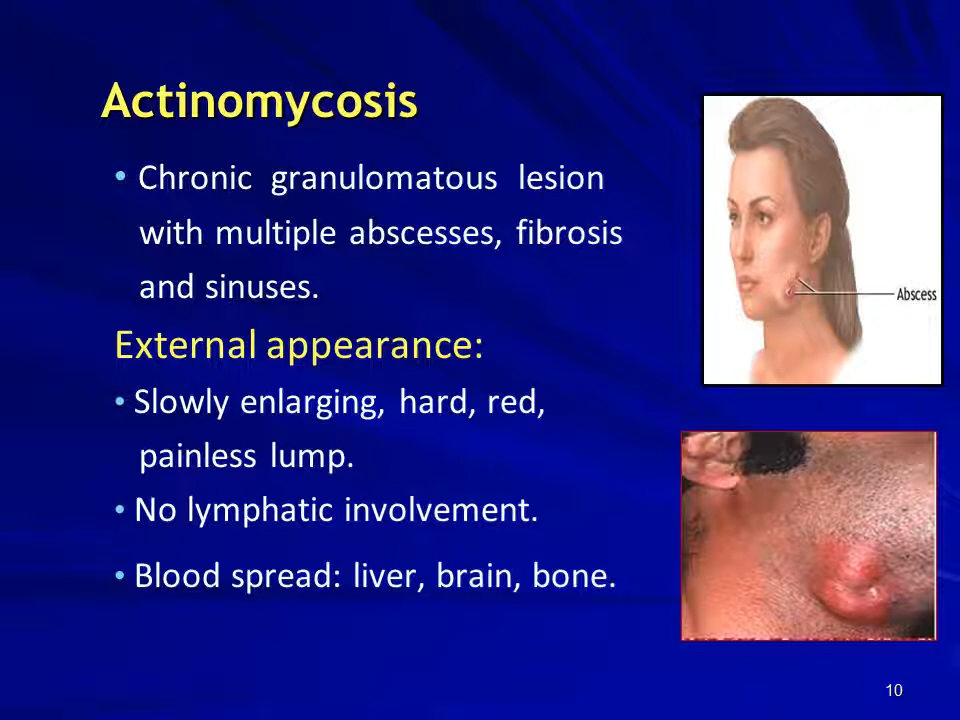 Actinomycosis
• Chronic granulomatous lesion
with multiple abscesses, fibrosis
and sinuses.
External appearance:
• Slowly enlarging, hard, red,
painless lump.
• No lymphatic involvement.
• Blood spread: liver, brain, bone.
Abscess
10